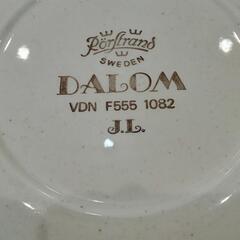 Rörstrand
SWEDEN
DALOM
VDN F555 1082
J.L.